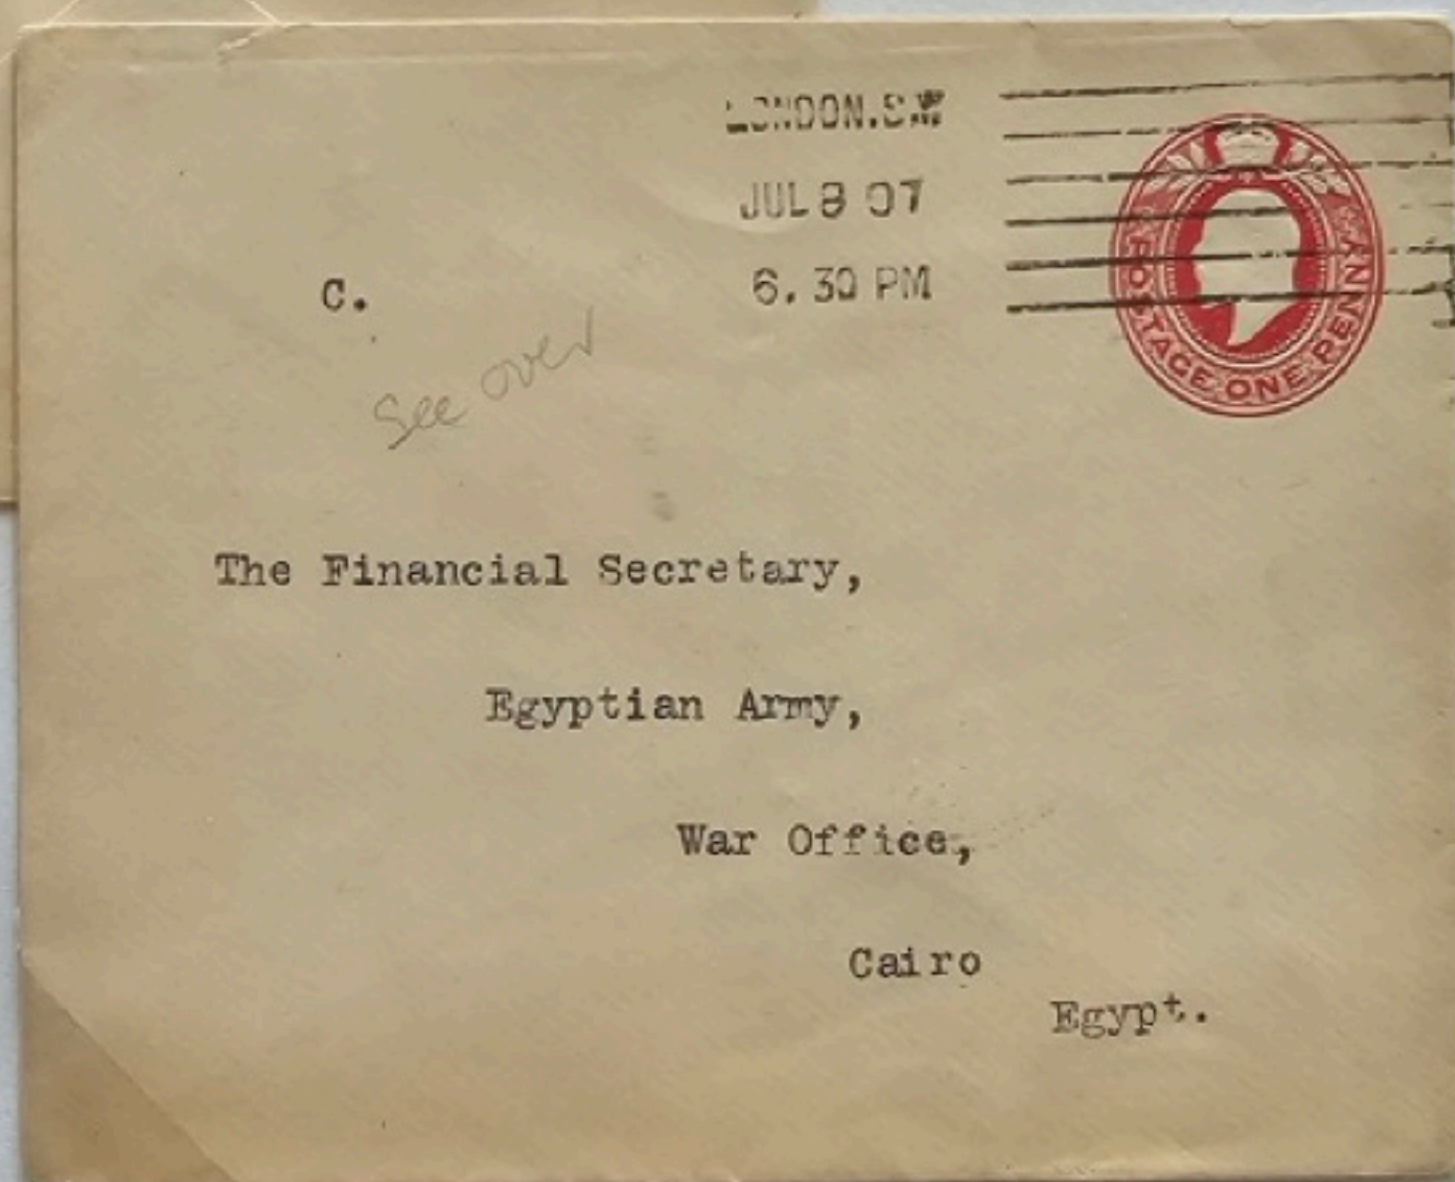 LONDON.S.W
JUL 8 07
6.30 PM
POSTAGE ONE PENNY
C.
See over
The Financial Secretary,
Egyptian Army,
War Office,
Cairo
Egypt.